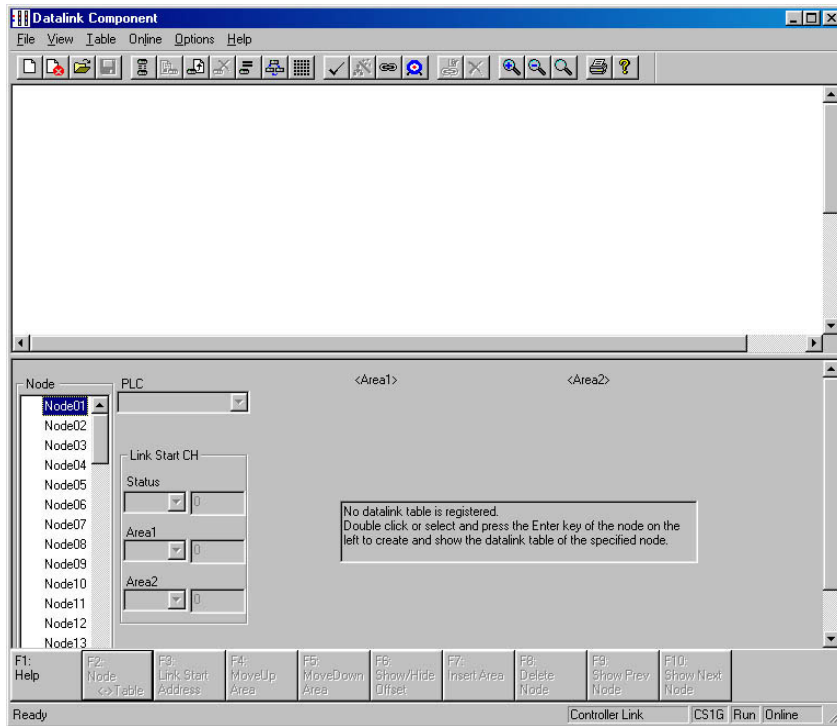 Datalink Component
File View Table Online Options Help
Node
Node01
Node02
Node03
Node04
Node05
Node06
Node07
Node08
Node09
Node10
Node11
Node12
Node13
PLC
Link Start CH
Status
0
Area1
0
Area2
0
<Area1> <Area2>
No datalink table is registered.
Double click or select and press the Enter key of the node on the
left to create and show the datalink table of the specified node.
F1:
Help
F2:
Node
<->Table
F3:
Link Start
Address
F4:
MoveUp
Area
F5:
MoveDown
Area
F6:
Show/Hide
Offset
F7:
Insert Area
F8:
Delete
Node
F9:
Show Prev
Node
F10:
Show Next
Node
Ready Controller Link CS1G Run Online